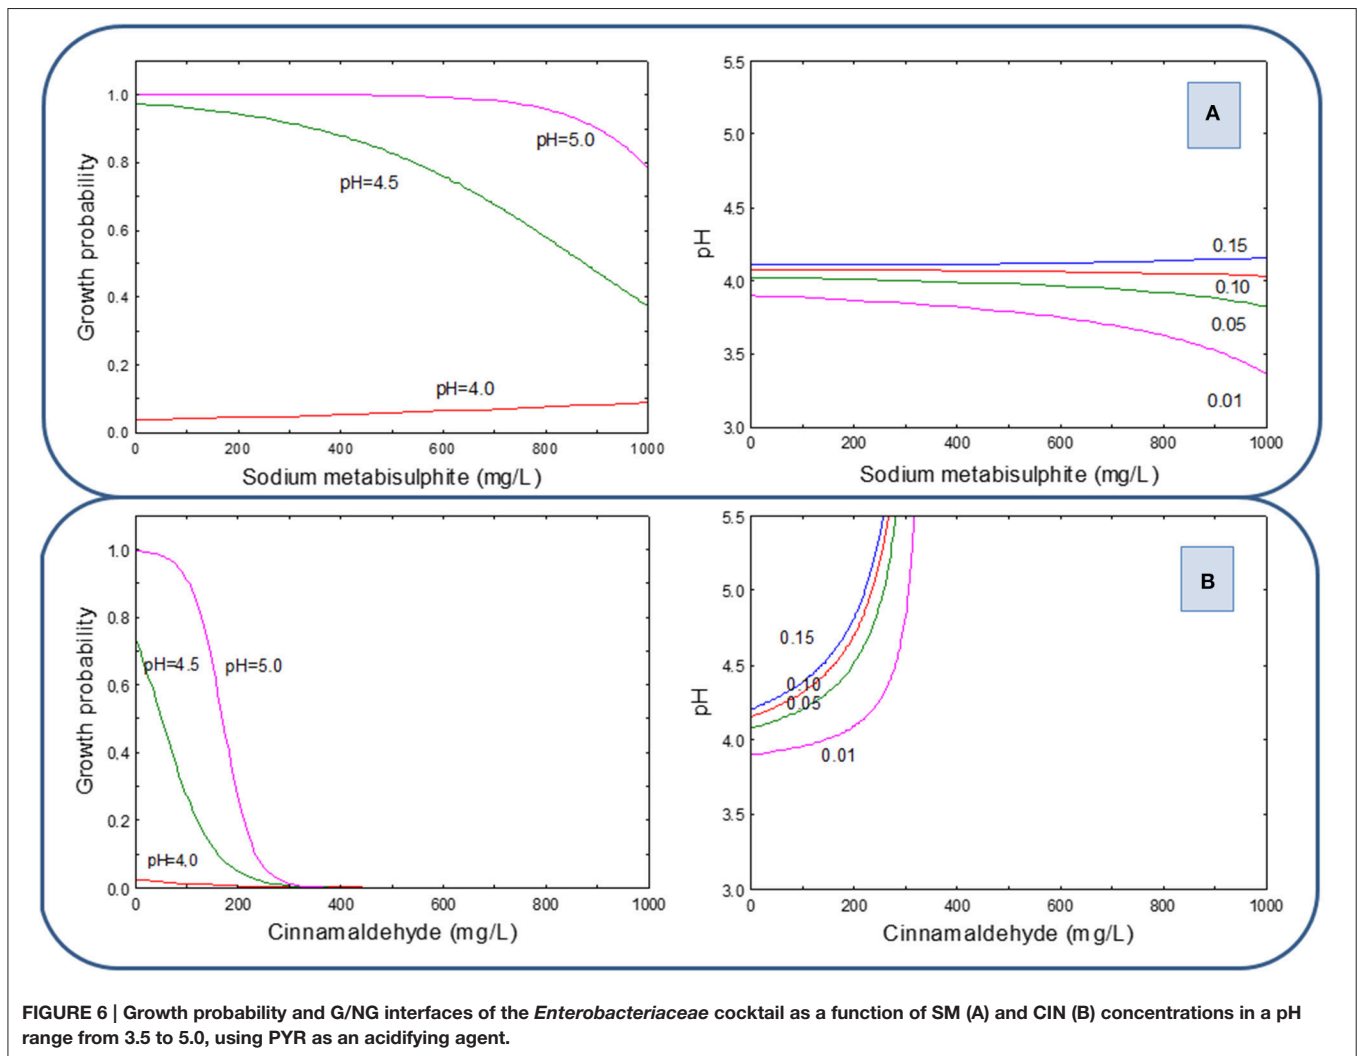 1.0
0.8
0.6
0.4
0.2
0.0
Growth probability
pH=5.0
pH=4.5
pH=4.0
0 200 400 600 800 1000
Sodium metabisulphite (mg/L)
5.5
5.0
4.5
4.0
3.5
3.0
pH
A
0.15
0.10
0.05
0.01
0 200 400 600 800 1000
Sodium metabisulphite (mg/L)
1.0
0.8
0.6
0.4
0.2
0.0
Growth probability
pH=4.5 pH=5.0
pH=4.0
0 200 400 600 800 1000
Cinnamaldehyde (mg/L)
5.5
5.0
4.5
4.0
3.5
3.0
pH
B
0.15
0.10
0.05
0.01
0 200 400 600 800 1000
Cinnamaldehyde (mg/L)
FIGURE 6 | Growth probability and G/NG interfaces of the Enterobacteriaceae cocktail as a function of SM (A) and CIN (B) concentrations in a pH
range from 3.5 to 5.0, using PYR as an acidifying agent.